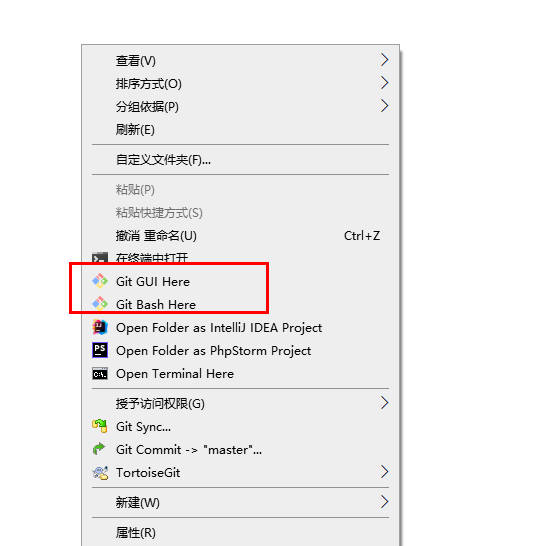 查看(V)
排序方式(O)
分组依据(P)
刷新(E)
自定义文件夹(F)...
粘贴(P)
粘贴快捷方式(S)
撤消 重命名(U) Ctrl+Z
在终端中打开
Git GUI Here
Git Bash Here
Open Folder as IntelliJ IDEA Project
PS Open Folder as PhpStorm Project
Open Terminal Here
授予访问权限(G)
Git Sync...
Git Commit -> "master"...
TortoiseGit
新建(W)
属性(R)